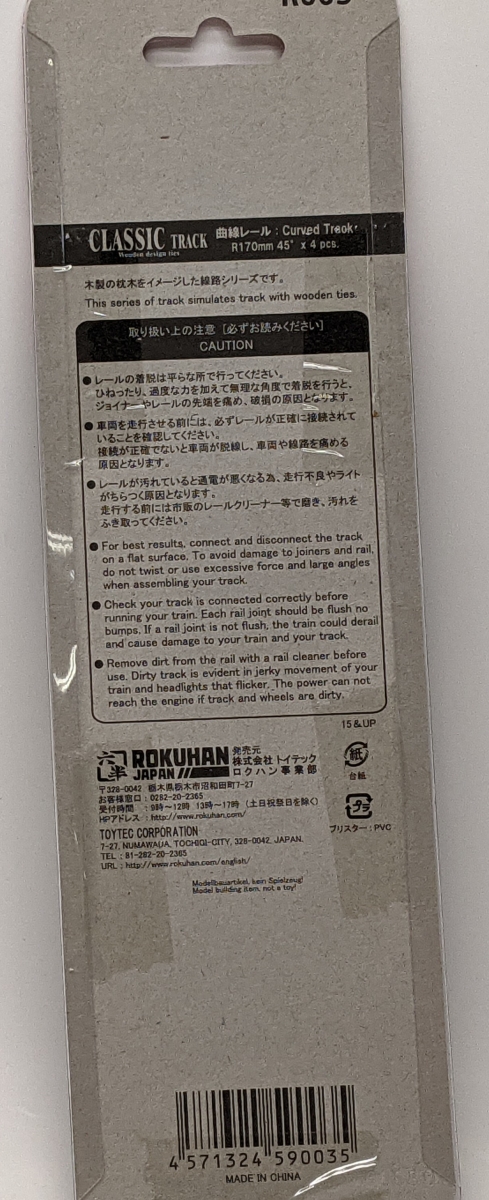 CLASSIC TRACK
Wooden design ties
曲線レール : Curved Track
R170mm 45° x 4 pcs.
木製の枕木をイメージした線路シリーズです。
This series of track simulates track with wooden ties.
取り扱い上の注意 [必ずお読みください]
CAUTION
● レールの着脱は平らな所で行ってください。
ひねったり、過度な力を加えて無理な角度で着脱を行うと、
ジョイナーやレールの先端を痛め、破損の原因となります。
● 車両を走行させる前には、必ずレールが正確に接続されて
いることを確認してください。
接続が正確でないと車両が脱線し、車両や線路を痛める
原因となります。
● レールが汚れていると通電が悪くなる為、走行不良やライト
がちらつく原因となります。
走行する前には市販のレールクリーナー等で磨き、汚れを
ふき取ってください。
● For best results, connect and disconnect the track
on a flat surface. To avoid damage to joiners and rail,
do not twist or use excessive force and large angles
when assembling your track.
● Check your track is connected correctly before
running your train. Each rail joint should be flush no
bumps. If a rail joint is not flush, the train could derail
and cause damage to your train and your track.
● Remove dirt from the rail with a rail cleaner before
use. Dirty track is evident in jerky movement of your
train and headlights that flicker. The power can not
reach the engine if track and wheels are dirty.
15&UP
六半 ROKUHAN
JAPAN
発売元
株式会社 トイテック
ロクハン事業部
〒328-0042 栃木県栃木市沼和田町7-27
お客様窓口 : 0282-20-2365
受付時間 : 9時〜12時 13時〜17時 (土日祝祭日を除く)
HPアドレス : http://www.rokuhan.com/
TOYTEC CORPORATION
7-27, NUMAWAUA, TOCHIGI-CITY, 328-0042, JAPAN.
TEL : 81-282-20-2365
URL : http://www.rokuhan.com/english/
紙
台紙
プラ
ブリスター : PVC
Modellbauartikel, kein Spielzeug!
Model building item, not a toy!
4 571324 590035
MADE IN CHINA